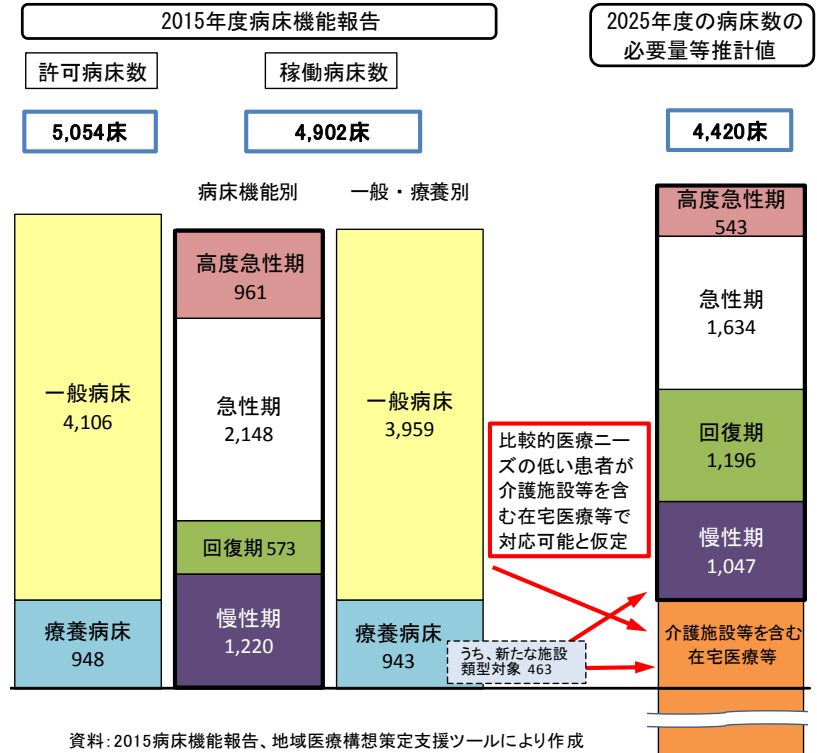 2015年度病床機能報告
2025年度の病床数の
必要量等推計値
許可病床数
稼働病床数
5,054床
4,902床
4,420床
病床機能別
一般・療養別
一般病床
4,106
療養病床
948
高度急性期
961
急性期
2,148
回復期 573
慢性期
1,220
一般病床
3,959
療養病床
943
うち、新たな施設
類型対象 463
比較的医療ニー
ズの低い患者が
介護施設等を含
む在宅医療等で
対応可能と仮定
高度急性期
543
急性期
1,634
回復期
1,196
慢性期
1,047
介護施設等を含む
在宅医療等
資料：2015病床機能報告、地域医療構想策定支援ツールにより作成